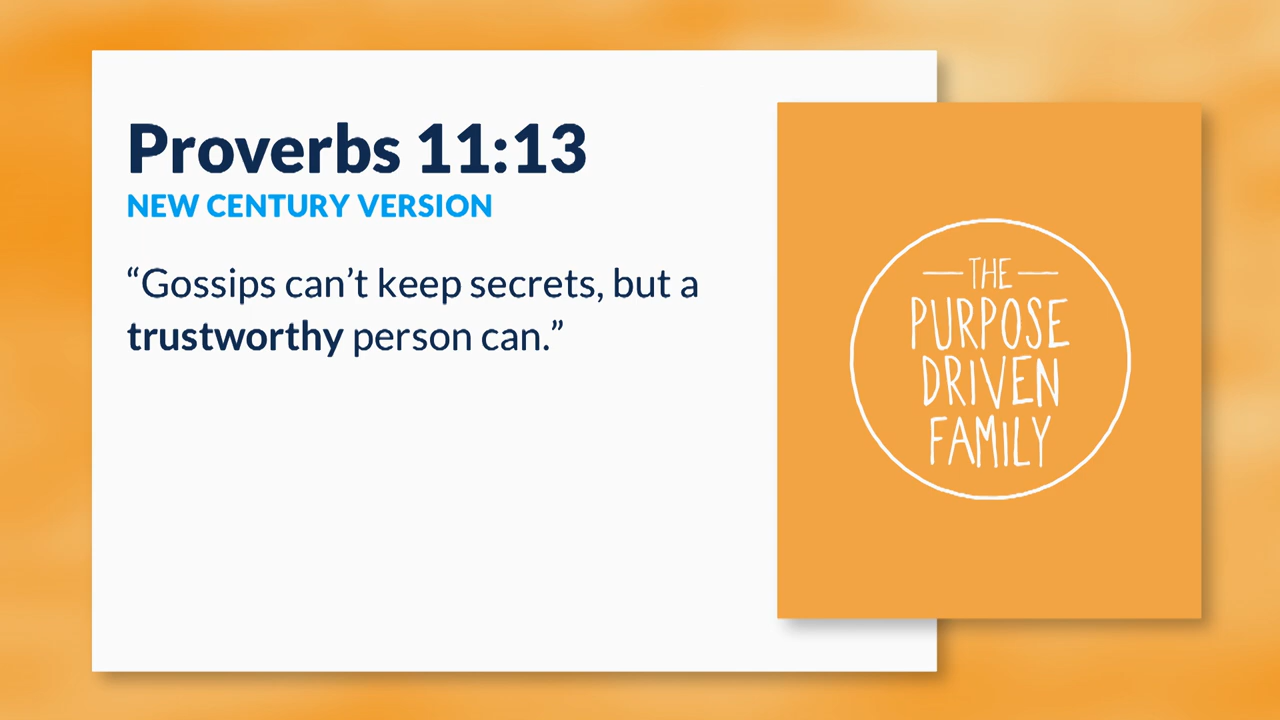 Proverbs 11:13
NEW CENTURY VERSION
“Gossips can’t keep secrets, but a
trustworthy person can.”
THE
PURPOSE
DRIVEN
FAMILY